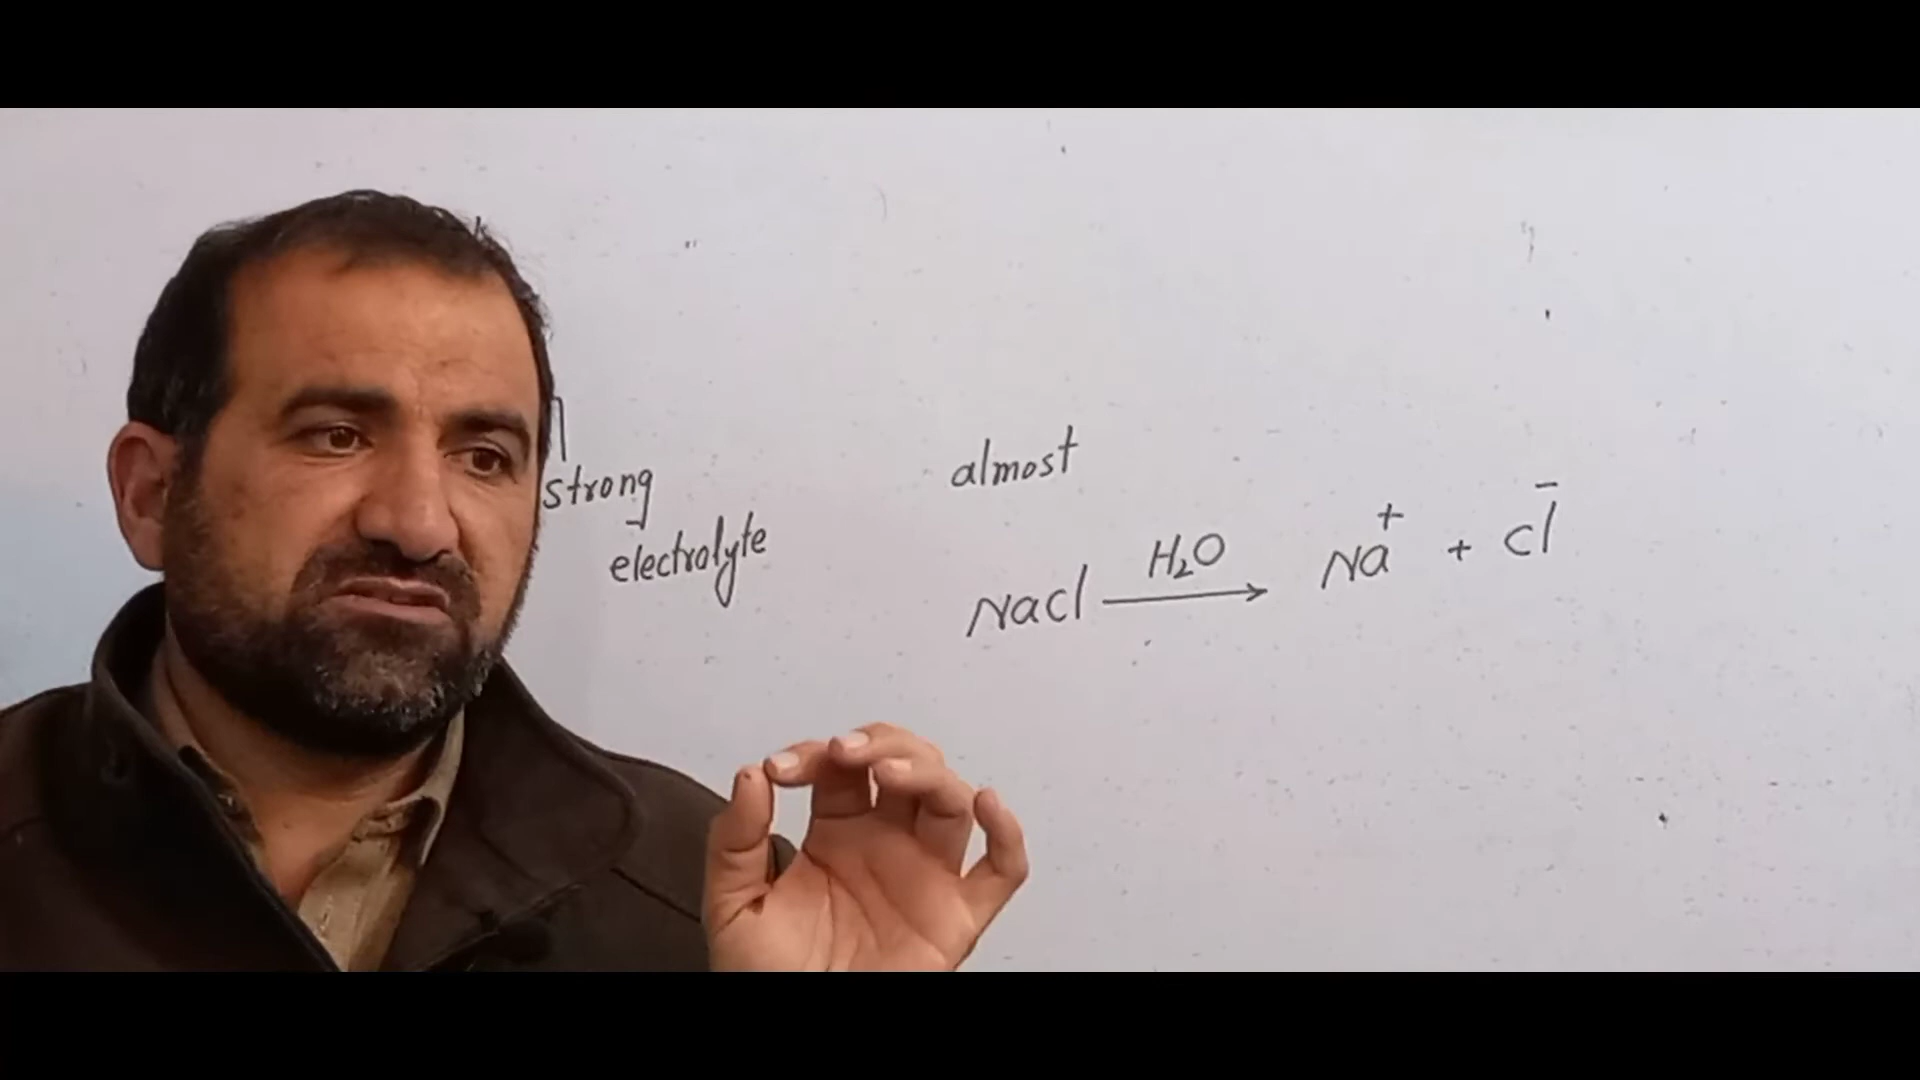 strong
electrolyte
almost
NaCl H₂O Na⁺ + Cl⁻